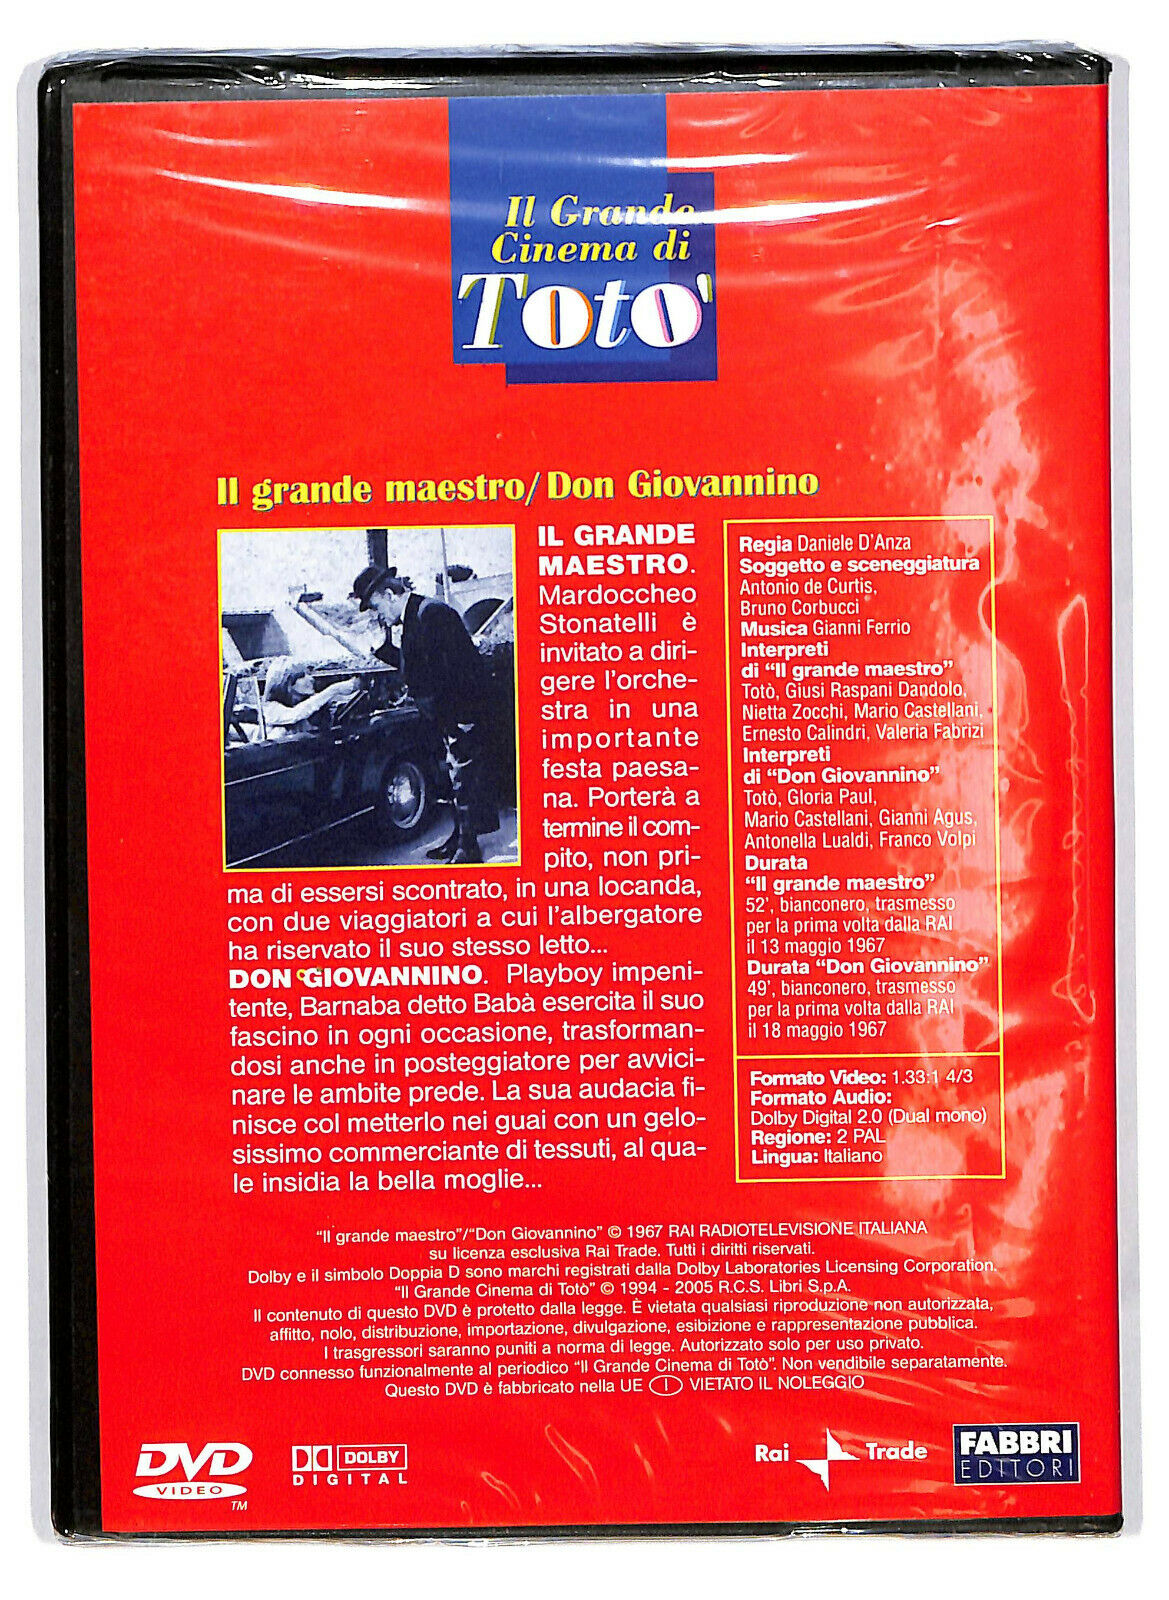 Il Grande
Cinema di
Totò
Il grande maestro/Don Giovannino
IL GRANDE
MAESTRO.
Mardoccheo
Stonatelli è
invitato a diri-
gere l'orche-
stra in una
importante
festa paesa-
na. Porterà a
termine il com-
pito, non pri-
ma di essersi scontrato, in una locanda,
con due viaggiatori a cui l'albergatore
ha riservato il suo stesso letto...
DON GIOVANNINO. Playboy impeni-
tente, Barnaba detto Babà esercita il suo
fascino in ogni occasione, trasforman-
dosi anche in posteggiatore per avvici-
nare le ambite prede. La sua audacia fi-
nisce col metterlo nei guai con un gelo-
sissimo commerciante di tessuti, al qua-
le insidia la bella moglie...
Regia Daniele D'Anza
Soggetto e sceneggiatura
Antonio de Curtis,
Bruno Corbucci
Musica Gianni Ferrio
Interpreti
di "Il grande maestro"
Totò, Giusi Raspani Dandolo,
Nietta Zocchi, Mario Castellani,
Ernesto Calindri, Valeria Fabrizi
Interpreti
di "Don Giovannino"
Totò, Gloria Paul,
Mario Castellani, Gianni Agus,
Antonella Lualdi, Franco Volpi
Durata
"Il grande maestro"
52', bianconero, trasmesso
per la prima volta dalla RAI
il 13 maggio 1967
Durata "Don Giovannino"
49', bianconero, trasmesso
per la prima volta dalla RAI
il 18 maggio 1967
Formato Video: 1.33:1 4/3
Formato Audio:
Dolby Digital 2.0 (Dual mono)
Regione: 2 PAL
Lingua: Italiano
"Il grande maestro"/"Don Giovannino" © 1967 RAI RADIOTELEVISIONE ITALIANA
su licenza esclusiva Rai Trade. Tutti i diritti riservati.
Dolby e il simbolo Doppia D sono marchi registrati dalla Dolby Laboratories Licensing Corporation.
"Il Grande Cinema di Totò" © 1994 - 2005 R.C.S. Libri S.p.A.
Il contenuto di questo DVD è protetto dalla legge. È vietata qualsiasi riproduzione non autorizzata,
affitto, nolo, distribuzione, importazione, divulgazione, esibizione e rappresentazione pubblica.
I trasgressori saranno puniti a norma di legge. Autorizzato solo per uso privato.
DVD connesso funzionalmente al periodico "Il Grande Cinema di Totò". Non vendibile separatamente.
Questo DVD è fabbricato nella UE I VIETATO IL NOLEGGIO
DVD
VIDEO
TM
DOLBY
DIGITAL
Rai Trade
FABBRI
EDITORI